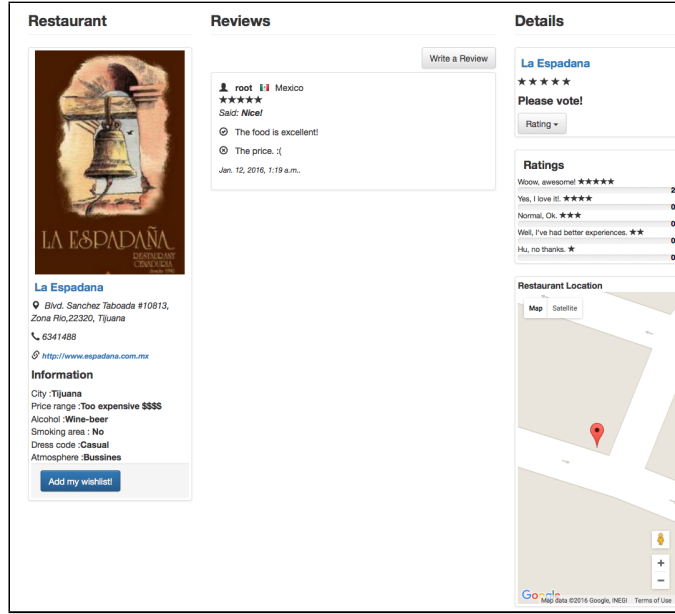 Restaurant
LA ESPADAÑA
RESTAURANT
CENADURIA
desde 1992
La Espadana
Blvd. Sanchez Taboada #10813,
Zona Rio,22320, Tijuana
6341488
http://www.espadana.com.mx
Information
City :Tijuana
Price range :Too expensive $$$$
Alcohol :Wine-beer
Smoking area : No
Dress code :Casual
Atmosphere :Bussines
Add my wishlist!
Reviews
Write a Review
root Mexico
★★★★★
Said: Nice!
The food is excellent!
The price. :(
Jan. 12, 2016, 1:19 a.m..
Details
La Espadana
★★★★★
Please vote!
Rating
Ratings
Woow, awesome! ★★★★★
2
Yes, I love it!. ★★★★
0
Normal, Ok. ★★★
0
Well, I've had better experiences. ★★
0
Hu, no thanks. ★
0
Restaurant Location
Map Satellite
+
−
Google
Map data ©2016 Google, INEGI Terms of Use